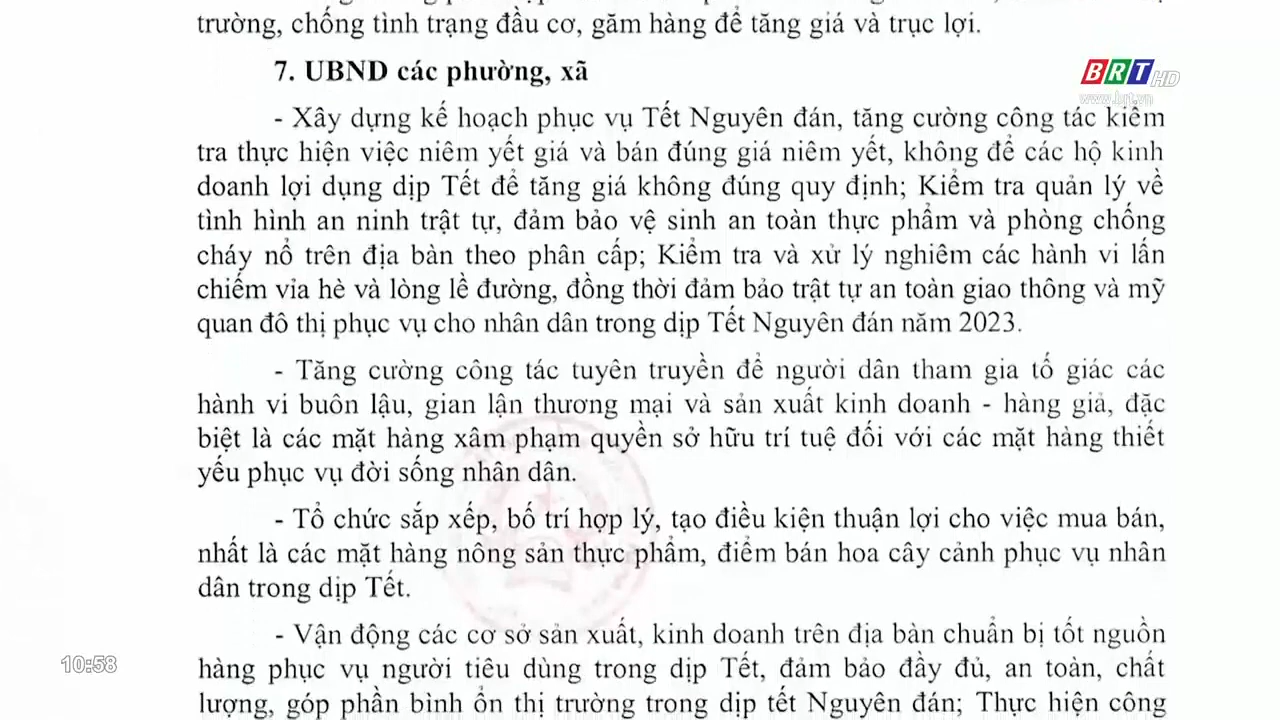 trường, chống tình trạng đầu cơ, găm hàng để tăng giá và trục lợi.
7. UBND các phường, xã
BRT HD
www.brt.vn
- Xây dựng kế hoạch phục vụ Tết Nguyên đán, tăng cường công tác kiểm
tra thực hiện việc niêm yết giá và bán đúng giá niêm yết, không để các hộ kinh
doanh lợi dụng dịp Tết để tăng giá không đúng quy định; Kiểm tra quản lý về
tình hình an ninh trật tự, đảm bảo vệ sinh an toàn thực phẩm và phòng chống
cháy nổ trên địa bàn theo phân cấp; Kiểm tra và xử lý nghiêm các hành vi lấn
chiếm vỉa hè và lòng lề đường, đồng thời đảm bảo trật tự an toàn giao thông và mỹ
quan đô thị phục vụ cho nhân dân trong dịp Tết Nguyên đán năm 2023.
- Tăng cường công tác tuyên truyền để người dân tham gia tố giác các
hành vi buôn lậu, gian lận thương mại và sản xuất kinh doanh - hàng giả, đặc
biệt là các mặt hàng xâm phạm quyền sở hữu trí tuệ đối với các mặt hàng thiết
yếu phục vụ đời sống nhân dân.
- Tổ chức sắp xếp, bố trí hợp lý, tạo điều kiện thuận lợi cho việc mua bán,
nhất là các mặt hàng nông sản thực phẩm, điểm bán hoa cây cảnh phục vụ nhân
dân trong dịp Tết.
- Vận động các cơ sở sản xuất, kinh doanh trên địa bàn chuẩn bị tốt nguồn
hàng phục vụ người tiêu dùng trong dịp Tết, đảm bảo đầy đủ, an toàn, chất
lượng, góp phần bình ổn thị trường trong dịp tết Nguyên đán; Thực hiện công
10:58